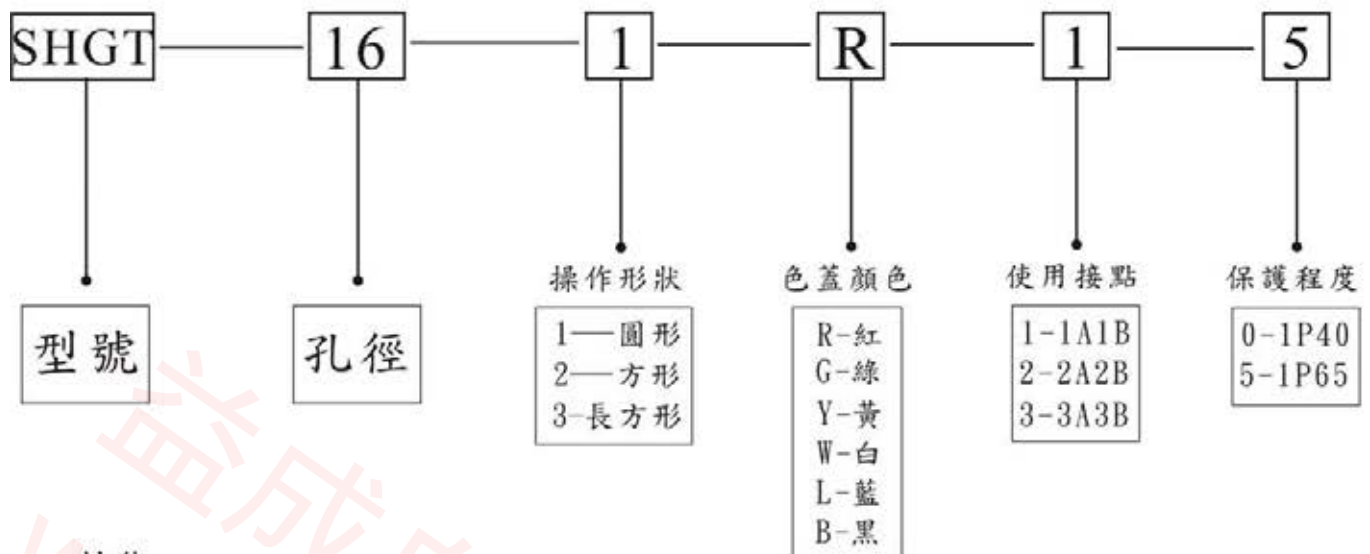 SHGT 16 1 R 1 5
型號
孔徑
操作形狀
1──圓形
2──方形
3-長方形
色蓋顏色
R-紅
G-綠
Y-黃
W-白
L-藍
B-黑
使用接點
1-1A1B
2-2A2B
3-3A3B
保護程度
0-1P40
5-1P65
益成